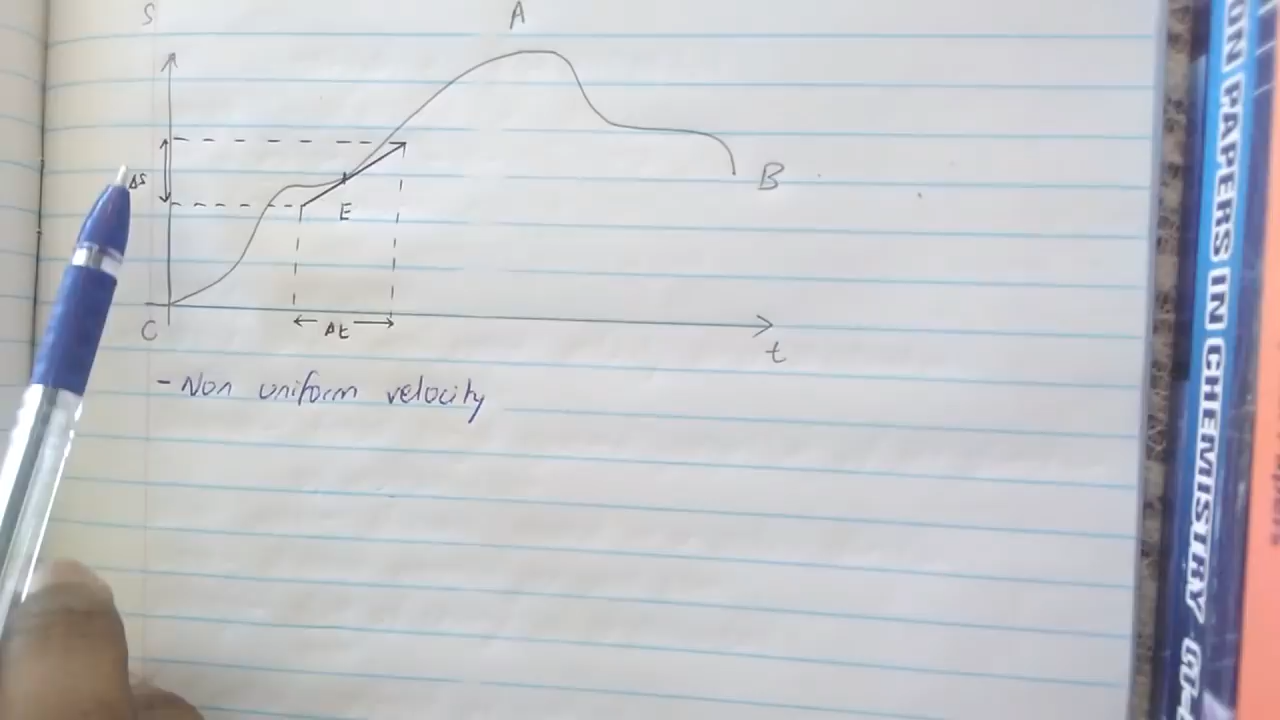 S
A
Δs
B
E
C
Δt
t
- Non uniform velocity
ON PAPERS IN CHEMISTRY